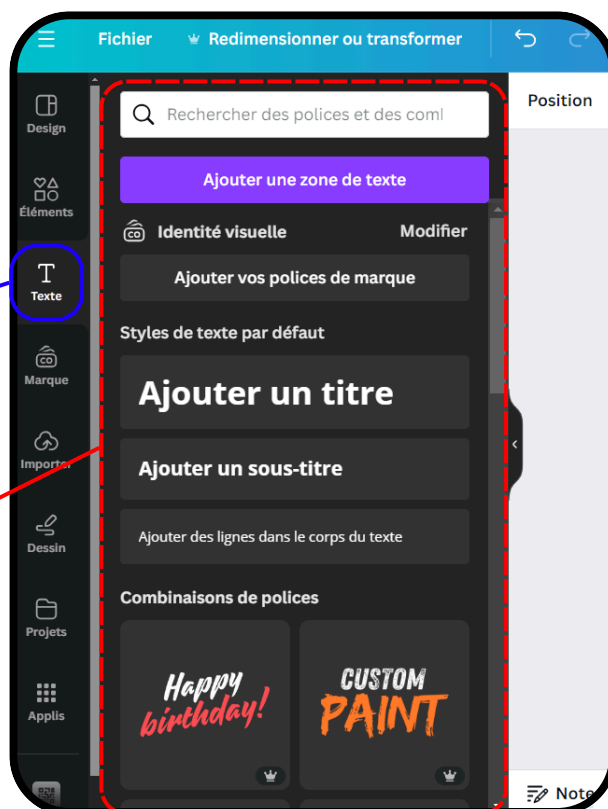 Fichier
Redimensionner ou transformer
Position
Design
Éléments
Texte
Marque
Importer
Dessin
Projets
Applis
Rechercher des polices et des coml
Ajouter une zone de texte
CO
Identité visuelle
Modifier
Ajouter vos polices de marque
Styles de texte par défaut
Ajouter un titre
Ajouter un sous-titre
Ajouter des lignes dans le corps du texte
Combinaisons de polices
Happy
birthday!
CUSTOM
PAINT
Note